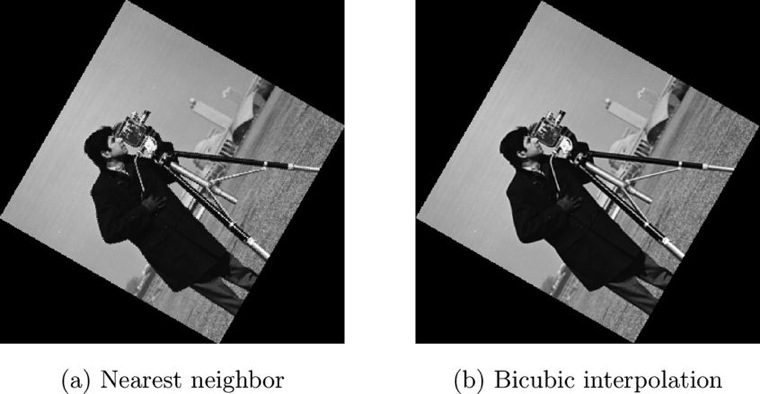 (a) Nearest neighbor
(b) Bicubic interpolation